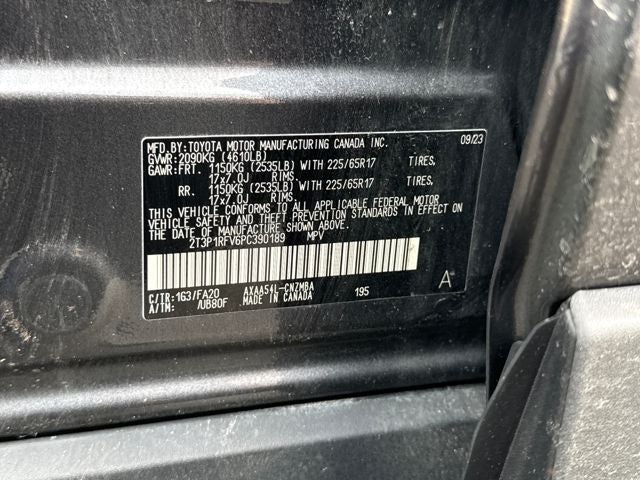 MFD.BY:TOYOTA MOTOR MANUFACTURING CANADA INC. 09/23
GVWR:2090KG (4610LB)
GAWR:FRT. 1150KG (2535LB) WITH 225/65R17 TIRES,
17x7.0J RIMS
RR. 1150KG (2535LB) WITH 225/65R17 TIRES,
17x7.0J RIMS
THIS VEHICLE CONFORMS TO ALL APPLICABLE FEDERAL MOTOR
VEHICLE SAFETY AND THEFT PREVENTION STANDARDS IN EFFECT ON
THE DATE OF MANUFACTURE SHOWN ABOVE.
2T3P1RFV6PC390189 MPV
C/TR:1G3/FA20 AXAA54L-CNZMBA 195 A
A/TM: /UB80F MADE IN CANADA